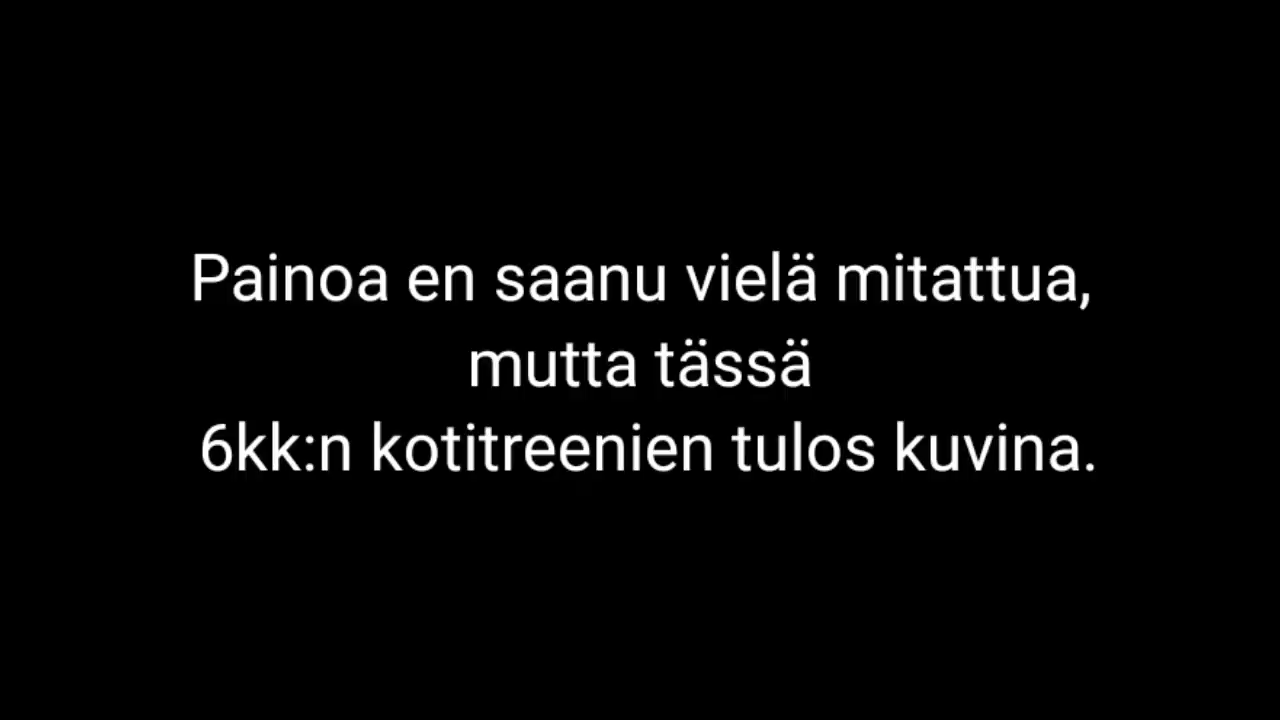 Painoa en saanu vielä mitattua,
mutta tässä
6kk:n kotitreenien tulos kuvina.